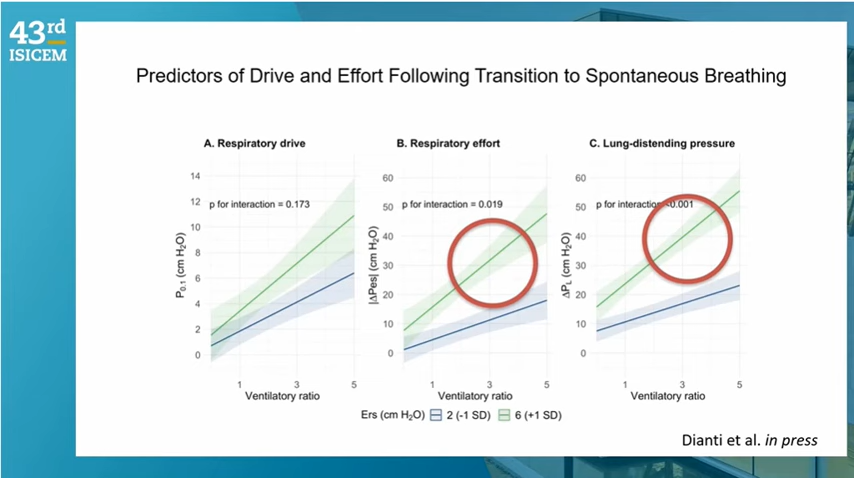 43rd
ISICEM
Predictors of Drive and Effort Following Transition to Spontaneous Breathing
A. Respiratory drive
p for interaction = 0.173
P0.1 (cm H2O)
14
12
10
8
6
4
2
0
1 3 5
Ventilatory ratio
B. Respiratory effort
p for interaction = 0.019
|ΔPes| (cm H2O)
60
50
40
30
20
10
0
1 3 5
Ventilatory ratio
C. Lung-distending pressure
p for interaction <0.001
ΔPL (cm H2O)
60
50
40
30
20
10
0
1 3 5
Ventilatory ratio
Ers (cm H2O) 2 (-1 SD) 6 (+1 SD)
Dianti et al. in press